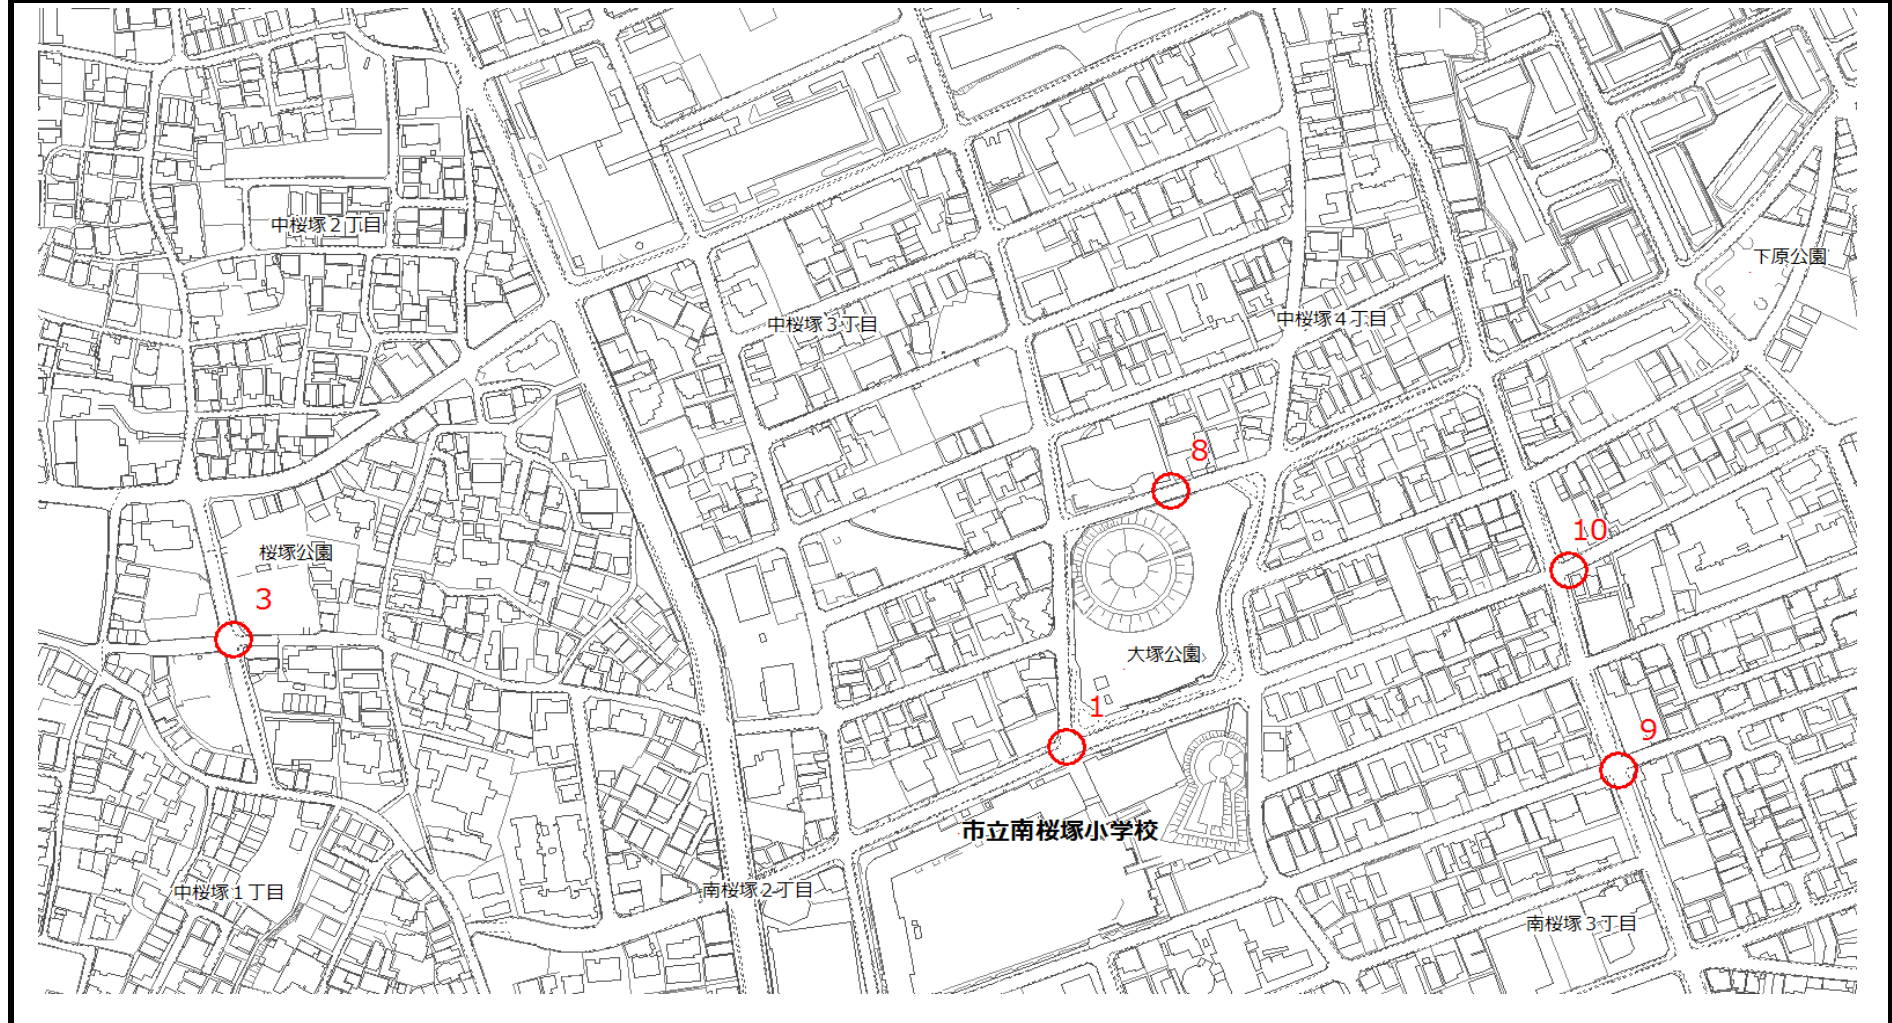 中桜塚２丁目
下原公園
中桜塚３丁目
中桜塚４丁目
8
10
桜塚公園
3
大塚公園
1
9
市立南桜塚小学校
中桜塚１丁目
南桜塚２丁目
南桜塚３丁目